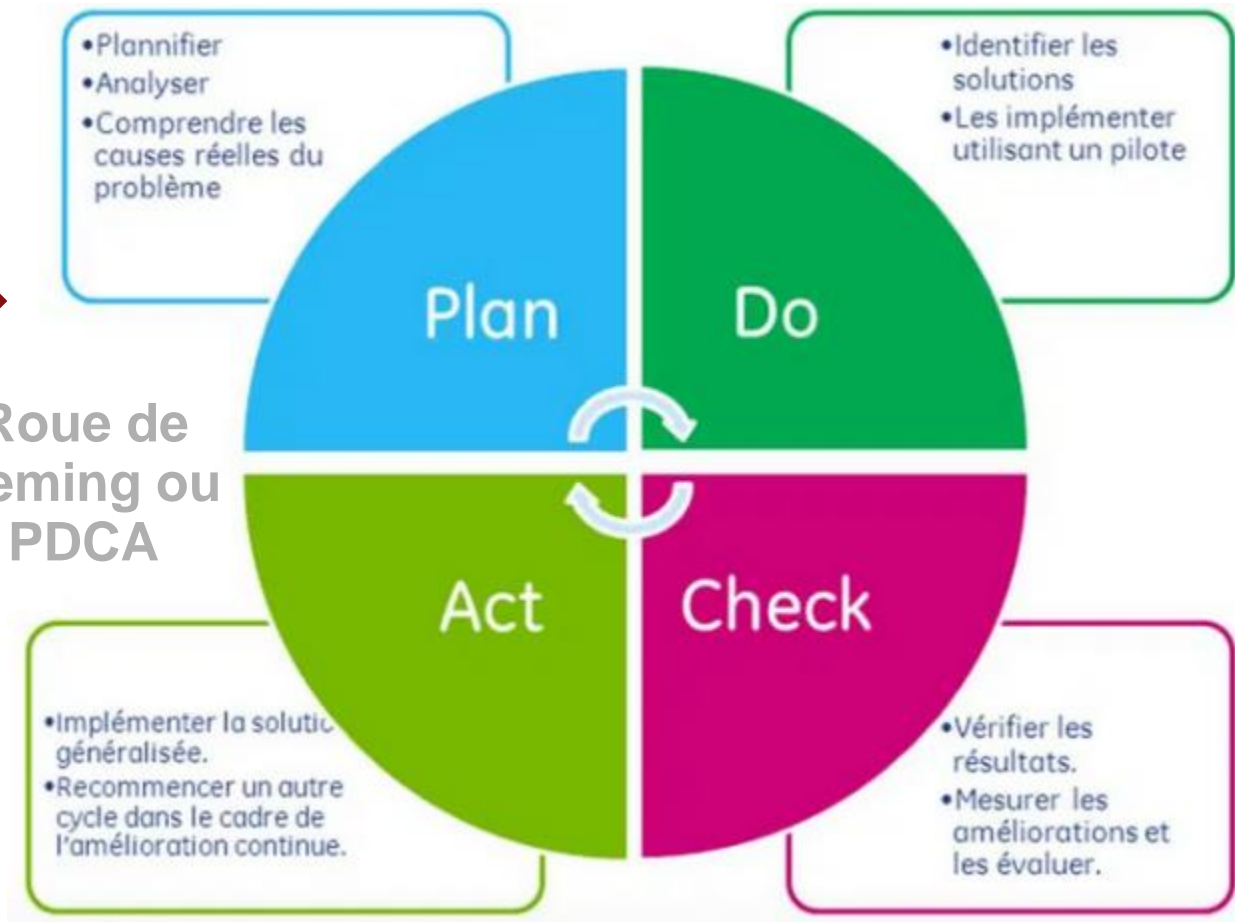 •Plannifier
•Analyser
•Comprendre les
causes réelles du
problème
•Identifier les
solutions
•Les implémenter
utilisant un pilote
Plan
Do
Roue de
eming ou
PDCA
Act
Check
•Implémenter la soluti
généralisée.
•Recommencer un autre
cycle dans le cadre de
l'amélioration continue.
•Vérifier les
résultats.
•Mesurer les
améliorations et
les évaluer.